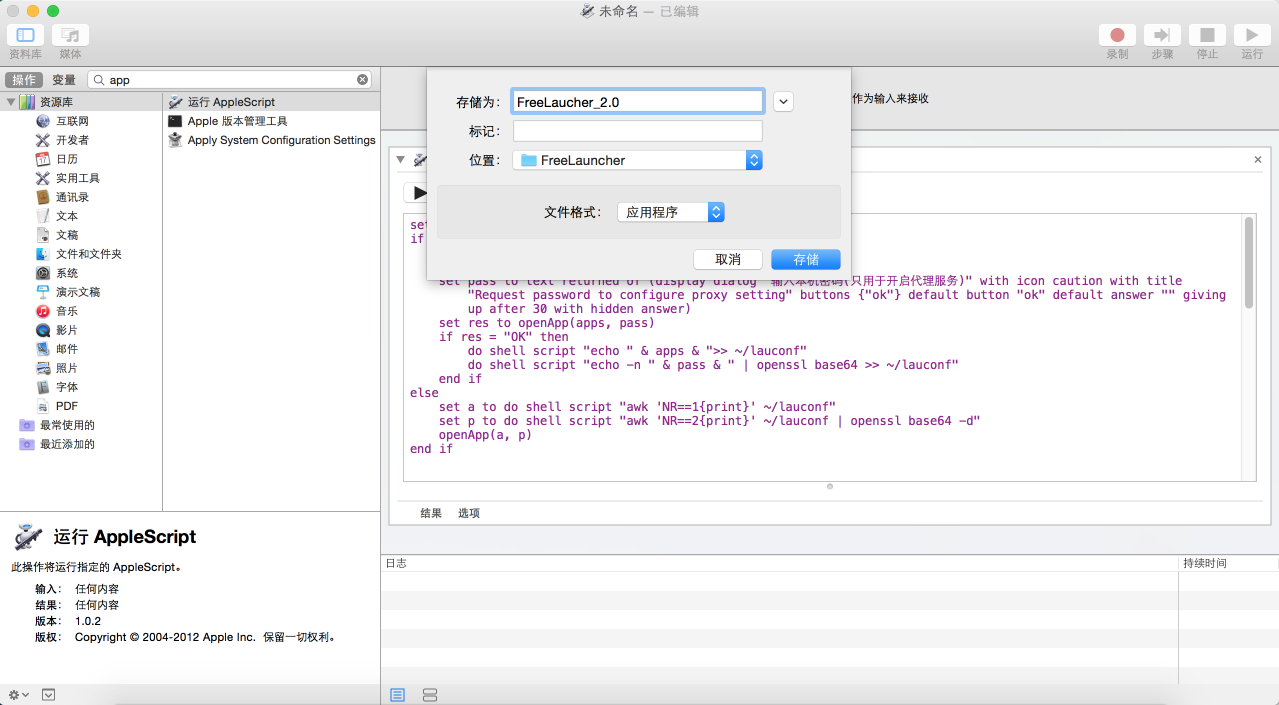 未命名 — 已编辑
资料库
媒体
录制
步骤
停止
运行
操作
变量
app
资源库
互联网
开发者
日历
实用工具
通讯录
文本
文稿
文件和文件夹
系统
演示文稿
音乐
影片
邮件
照片
字体
PDF
最常使用的
最近添加的
运行 AppleScript
Apple 版本管理工具
Apply System Configuration Settings
作为输入来接收
存储为:
FreeLaucher_2.0
标记:
位置:
FreeLauncher
文件格式:
应用程序
取消
存储
if
set pass to text returned of (display dialog "输入本机密码(只用于开启代理服务)" with icon caution with title
"Request password to configure proxy setting" buttons {"ok"} default button "ok" default answer "" giving
up after 30 with hidden answer)
set res to openApp(apps, pass)
if res = "OK" then
do shell script "echo " & apps & ">> ~/lauconf"
do shell script "echo -n " & pass & " | openssl base64 >> ~/lauconf"
end if
else
set a to do shell script "awk 'NR==1{print}' ~/lauconf"
set p to do shell script "awk 'NR==2{print}' ~/lauconf | openssl base64 -d"
openApp(a, p)
end if
结果
选项
运行 AppleScript
此操作将运行指定的 AppleScript。
输入: 任何内容
结果: 任何内容
版本: 1.0.2
版权: Copyright © 2004-2012 Apple Inc. 保留一切权利。
日志
持续时间